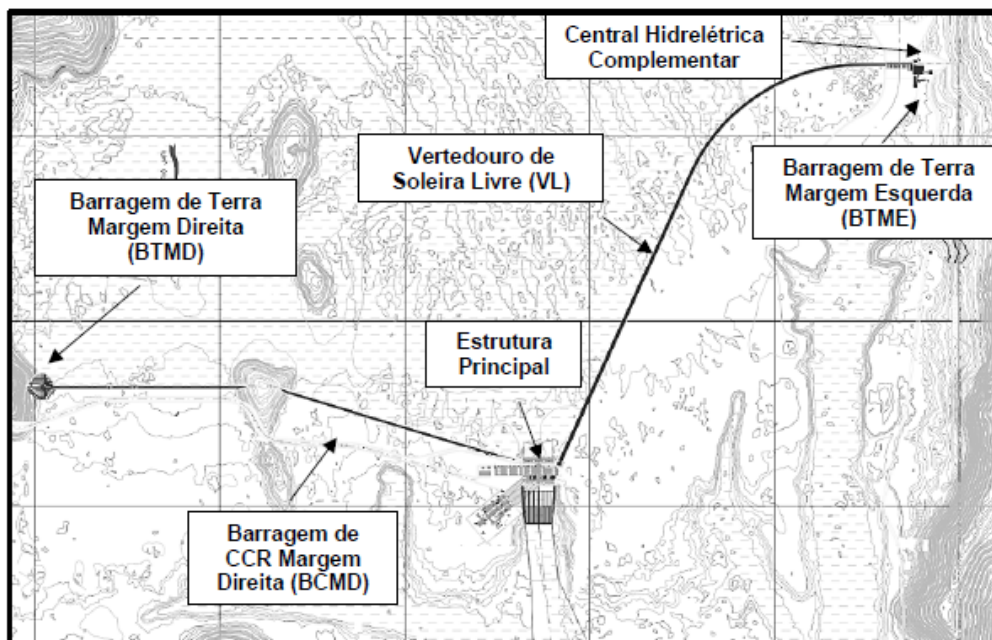 Central Hidrelétrica
Complementar
Vertedouro de
Soleira Livre (VL)
Barragem de Terra
Margem Esquerda
(BTME)
Barragem de Terra
Margem Direita
(BTMD)
Estrutura
Principal
Barragem de
CCR Margem
Direita (BCMD)